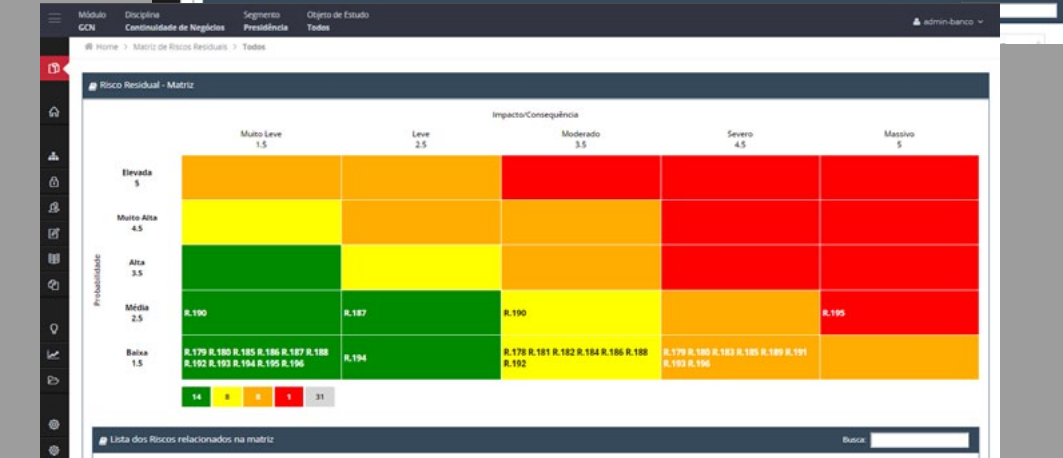 Módulo Disciplina Segmento Objeto de Estudo
GCN Continuidade de Negócios Presidência Todos
admin-banco
Home > Matriz de Riscos Residuais > Todos
Risco Residual - Matriz
Impacto/Consequência
Muito Leve Leve Moderado Severo Massivo
1.5 2.5 3.5 4.5 5
Probabilidade
Elevada
5
Muito Alta
4.5
Alta
3.5
Média
2.5
R.190 R.187 R.190 R.195
Baixa
1.5
R.179 R.180 R.185 R.186 R.187 R.188
R.192 R.193 R.194 R.195 R.196
R.194
R.178 R.181 R.182 R.184 R.186 R.188
R.192
R.179 R.180 R.183 R.185 R.189 R.191
R.193 R.196
14 8 8 1 31
Lista dos Riscos relacionados na matriz
Busca: